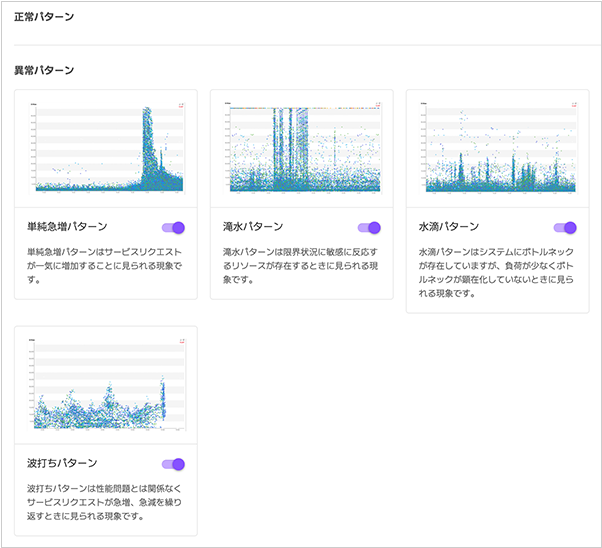 正常パターン
異常パターン
単純急増パターン
単純急増パターンはサービスリクエスト
が一気に増加することに見られる現象で
す。
滝水パターン
滝水パターンは限界状況に敏感に反応す
るリソースが存在するときに見られる現
象です。
水滴パターン
水滴パターンはシステムにボトルネック
が存在していますが、負荷が少なくボト
ルネックが顕在化していないときに見ら
れる現象です。
波打ちパターン
波打ちパターンは性能問題とは関係なく
サービスリクエストが急増、急減を繰り
返すときに見られる現象です。